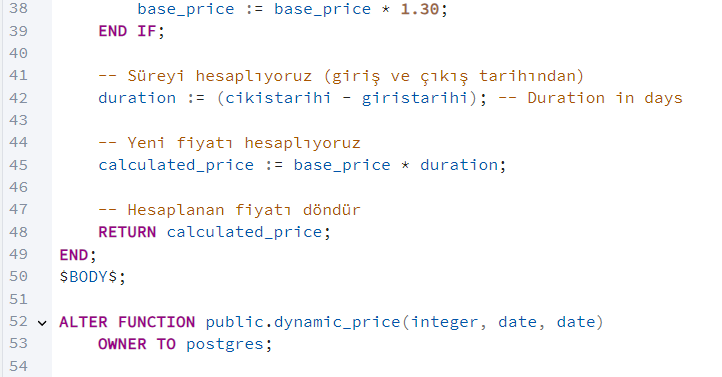 38         base_price := base_price * 1.30;
39     END IF;
40
41     -- Süreyi hesaplıyoruz (giriş ve çıkış tarihından)
42     duration := (cikistarihi - giristarihi); -- Duration in days
43
44     -- Yeni fiyatı hesaplıyoruz
45     calculated_price := base_price * duration;
46
47     -- Hesaplanan fiyatı döndür
48     RETURN calculated_price;
49 END;
50 $BODY$;
51
52 ALTER FUNCTION public.dynamic_price(integer, date, date)
53     OWNER TO postgres;
54